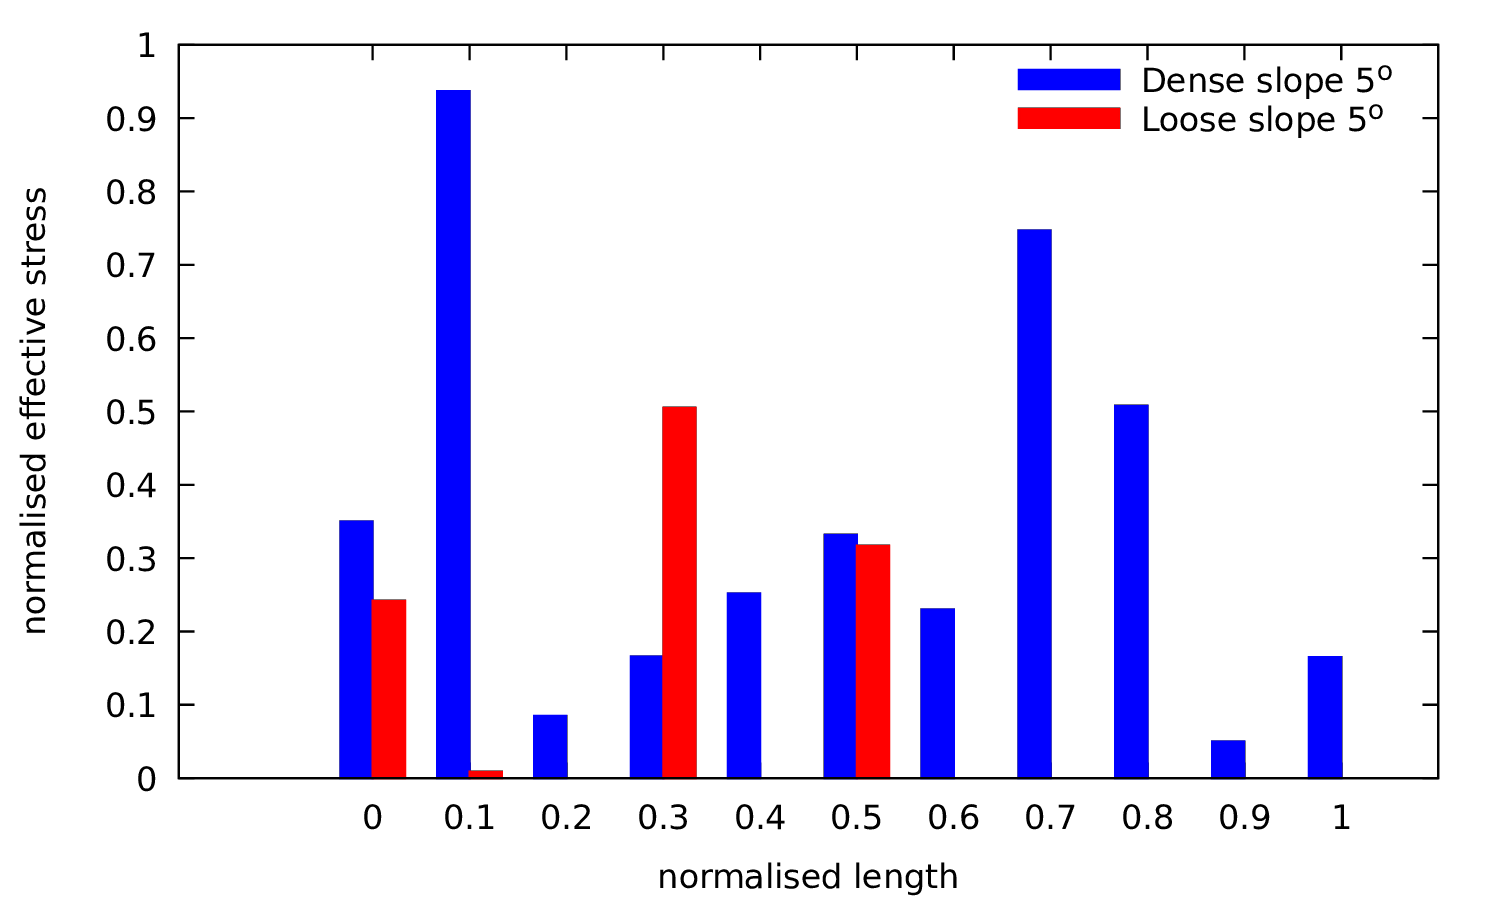 1
0.9
0.8
0.7
0.6
0.5
0.4
0.3
0.2
0.1
0
normalised effective stress
Dense slope 5º
Loose slope 5º
0 0.1 0.2 0.3 0.4 0.5 0.6 0.7 0.8 0.9 1
normalised length